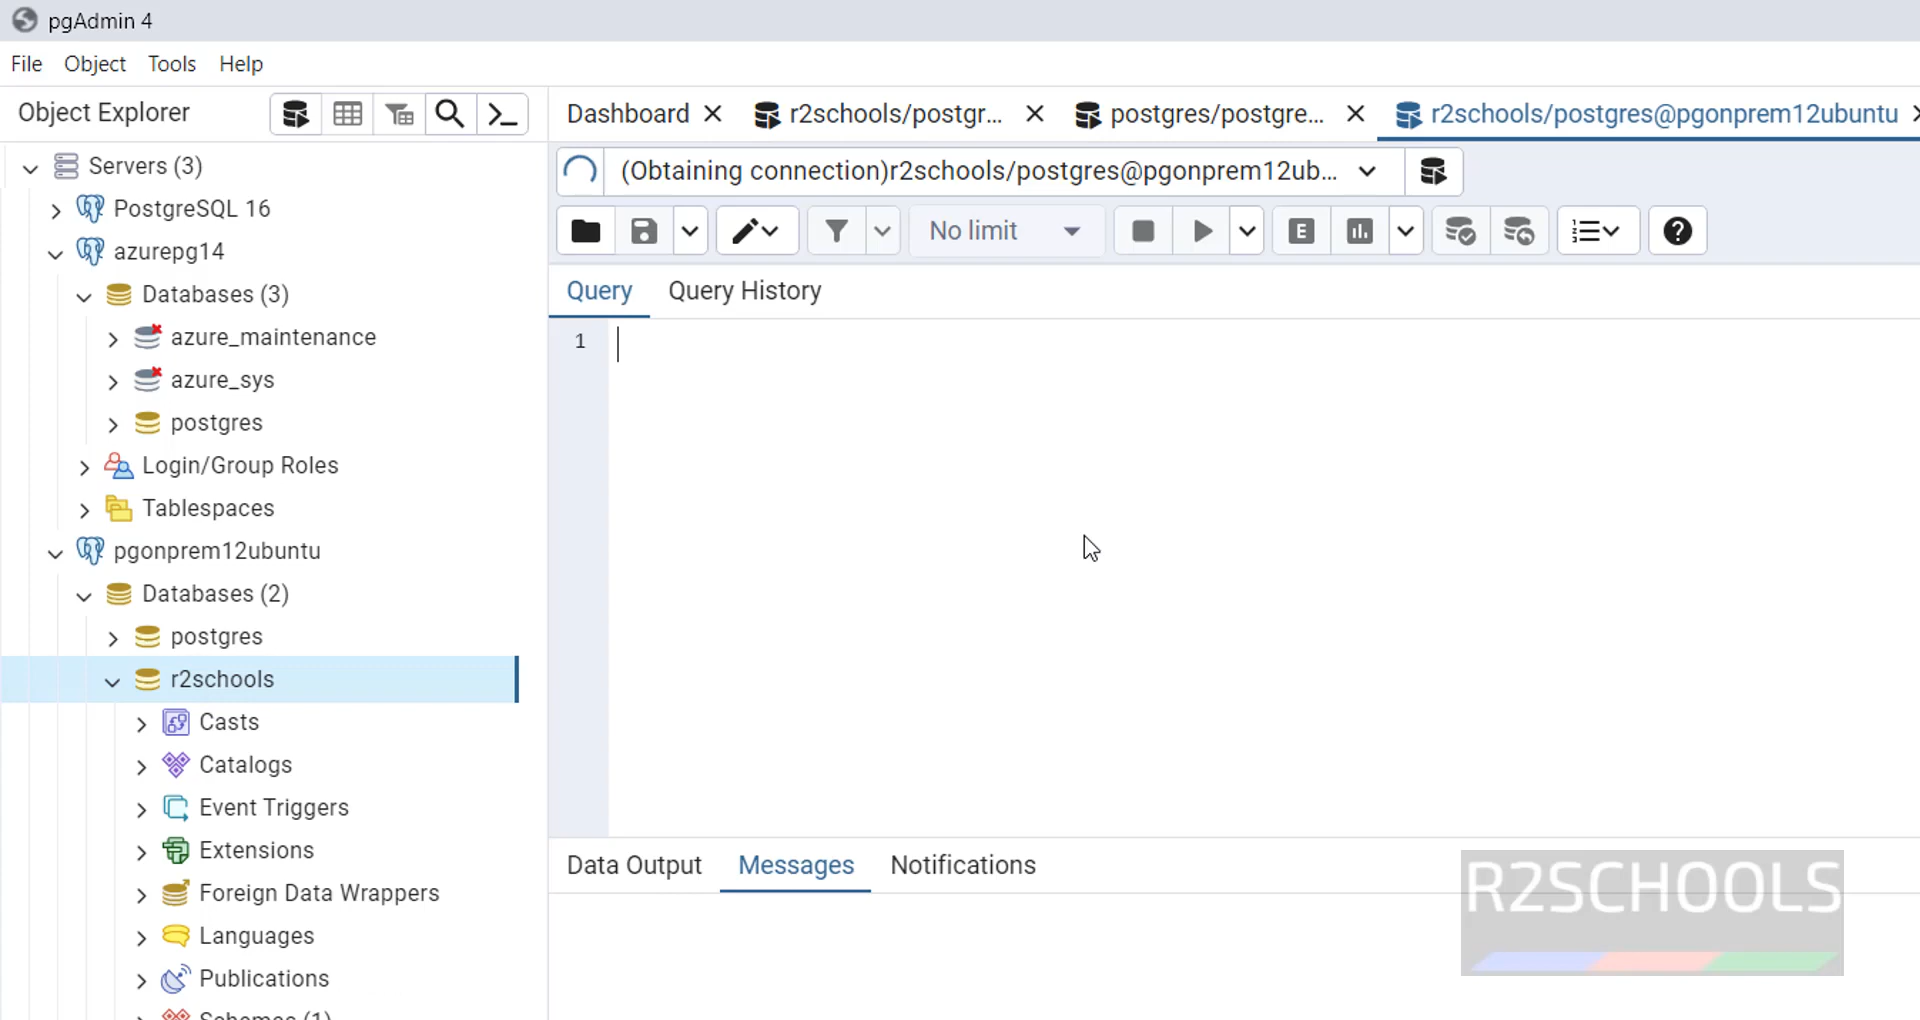 pgAdmin 4
File Object Tools Help
Object Explorer
Dashboard
r2schools/postgr...
postgres/postgre...
r2schools/postgres@pgonprem12ubuntu
(Obtaining connection)r2schools/postgres@pgonprem12ub...
No limit
E
Query
Query History
1
Servers (3)
PostgreSQL 16
azurepg14
Databases (3)
azure_maintenance
azure_sys
postgres
Login/Group Roles
Tablespaces
pgonprem12ubuntu
Databases (2)
postgres
r2schools
Casts
Catalogs
Event Triggers
Extensions
Foreign Data Wrappers
Languages
Publications
Schemas (1)
Data Output
Messages
Notifications
R2SCHOOLS